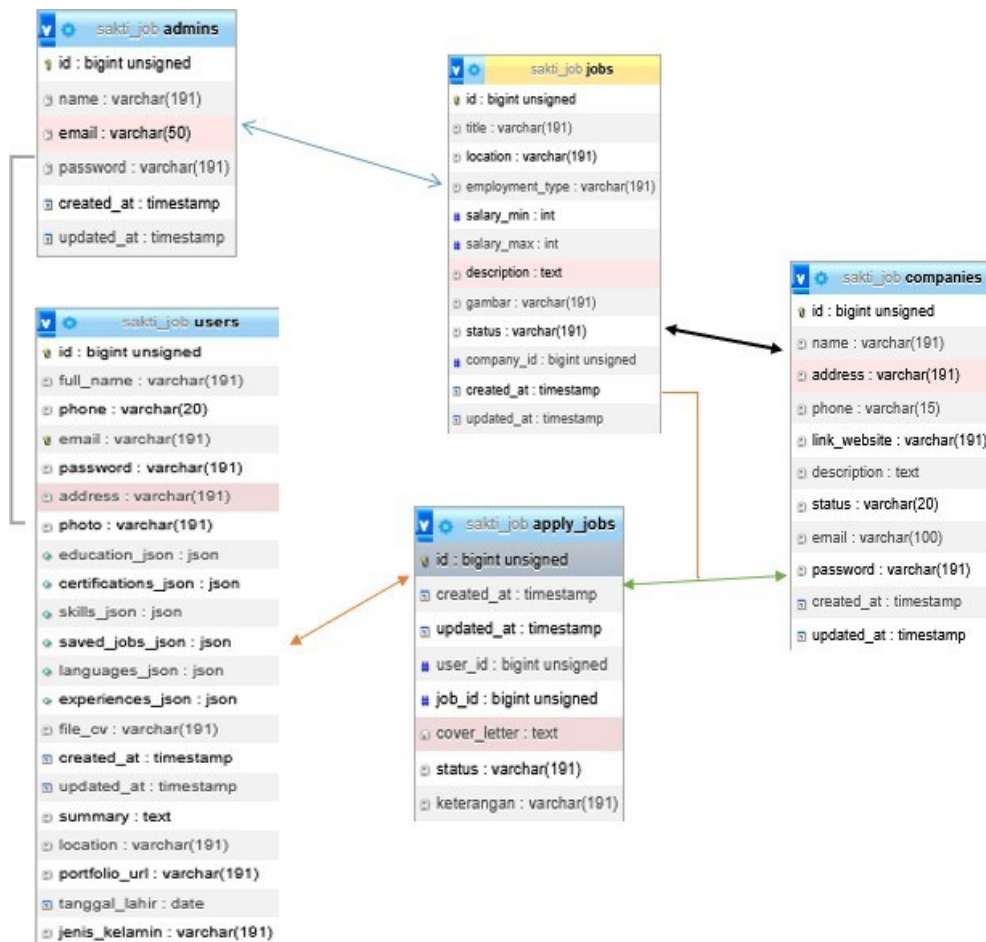 sakti_job admins
id : bigint unsigned
name : varchar(191)
email : varchar(50)
password : varchar(191)
created_at : timestamp
updated_at : timestamp
sakti_job jobs
id : bigint unsigned
title : varchar(191)
location : varchar(191)
employment_type : varchar(191)
salary_min : int
salary_max : int
description : text
gambar : varchar(191)
status : varchar(191)
company_id : bigint unsigned
created_at : timestamp
updated_at : timestamp
sakti_job companies
id : bigint unsigned
name : varchar(191)
address : varchar(191)
phone : varchar(15)
link_website : varchar(191)
description : text
status : varchar(20)
email : varchar(100)
password : varchar(191)
created_at : timestamp
updated_at : timestamp
sakti_job users
id : bigint unsigned
full_name : varchar(191)
phone : varchar(20)
email : varchar(191)
password : varchar(191)
address : varchar(191)
photo : varchar(191)
education_json : json
certifications_json : json
skills_json : json
saved_jobs_json : json
languages_json : json
experiences_json : json
file_cv : varchar(191)
created_at : timestamp
updated_at : timestamp
summary : text
location : varchar(191)
portfolio_url : varchar(191)
tanggal_lahir : date
jenis_kelamin : varchar(191)
sakti_job apply_jobs
id : bigint unsigned
created_at : timestamp
updated_at : timestamp
user_id : bigint unsigned
job_id : bigint unsigned
cover_letter : text
status : varchar(191)
keterangan : varchar(191)